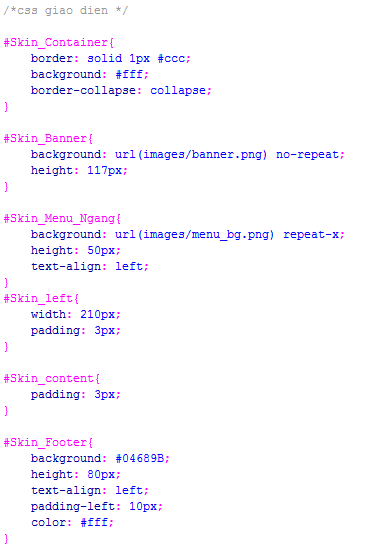 /*css giao dien */
#Skin_Container{
border: solid 1px #ccc;
background: #fff;
border-collapse: collapse;
}
#Skin_Banner{
background: url(images/banner.png) no-repeat;
height: 117px;
}
#Skin_Menu_Ngang{
background: url(images/menu_bg.png) repeat-x;
height: 50px;
text-align: left;
}
#Skin_left{
width: 210px;
padding: 3px;
}
#Skin_content{
padding: 3px;
}
#Skin_Footer{
background: #04689B;
height: 80px;
text-align: left;
padding-left: 10px;
color: #fff;
}